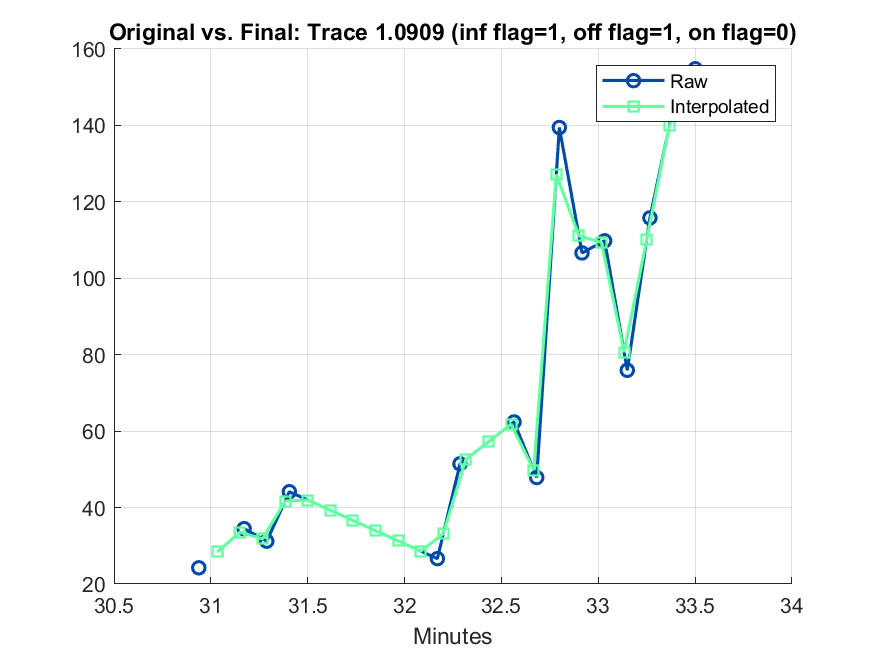 Original vs. Final: Trace 1.0909 (inf flag=1, off flag=1, on flag=0)
160
140
120
100
80
60
40
20
Raw
Interpolated
30.5 31 31.5 32 32.5 33 33.5 34
Minutes